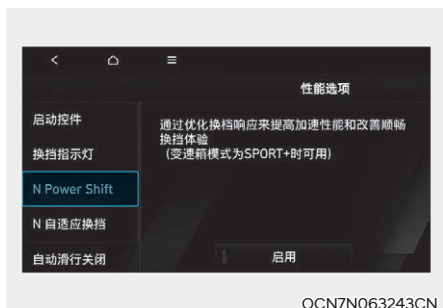 性能选项
启动控件
换挡指示灯
N Power Shift
N 自适应换挡
自动滑行关闭
通过优化换档响应来提高加速性能和改善顺畅
换挡体验
(变速箱模式为SPORT+时可用)
启用
OCN7N063243CN